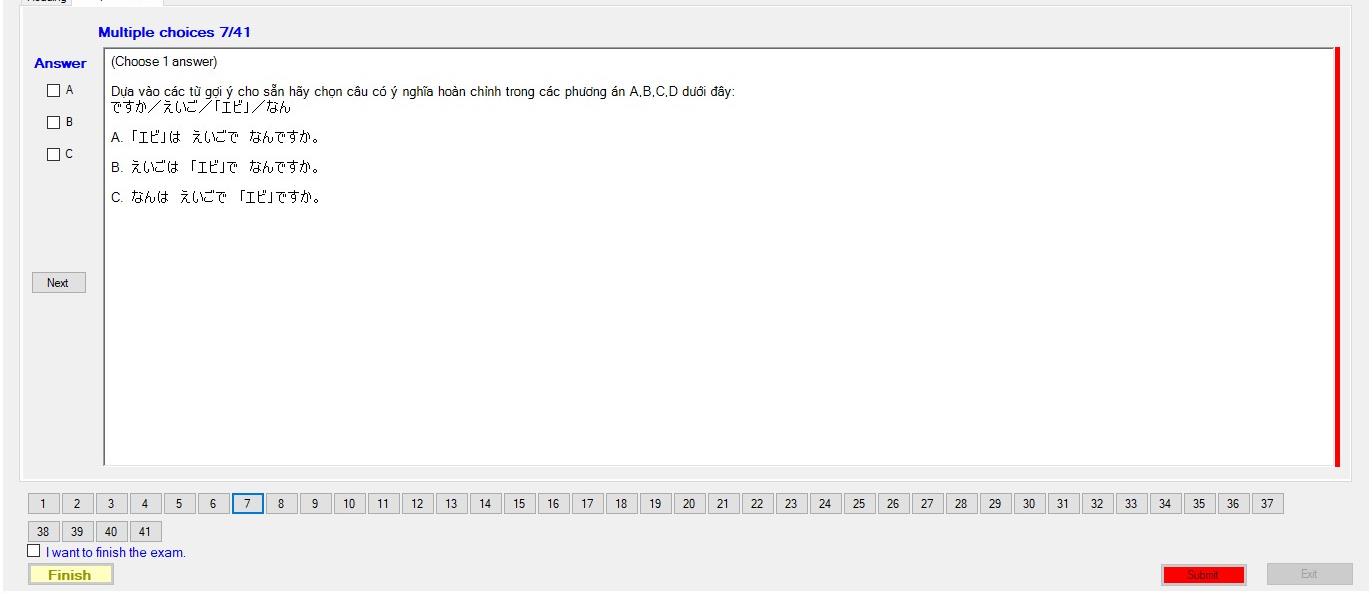 Multiple choices 7/41
Answer
(Choose 1 answer)
A
Dựa vào các từ gợi ý cho sẵn hãy chọn câu có ý nghĩa hoàn chỉnh trong các phương án A,B,C,D dưới đây:
ですか／えいご／「エビ」／なん
B
A. 「エビ」は えいごで なんですか。
C
B. えいごは 「エビ」で なんですか。
C. なんは えいごで 「エビ」ですか。
Next
1 2 3 4 5 6 7 8 9 10 11 12 13 14 15 16 17 18 19 20 21 22 23 24 25 26 27 28 29 30 31 32 33 34 35 36 37
38 39 40 41
I want to finish the exam.
Finish Submit Exit